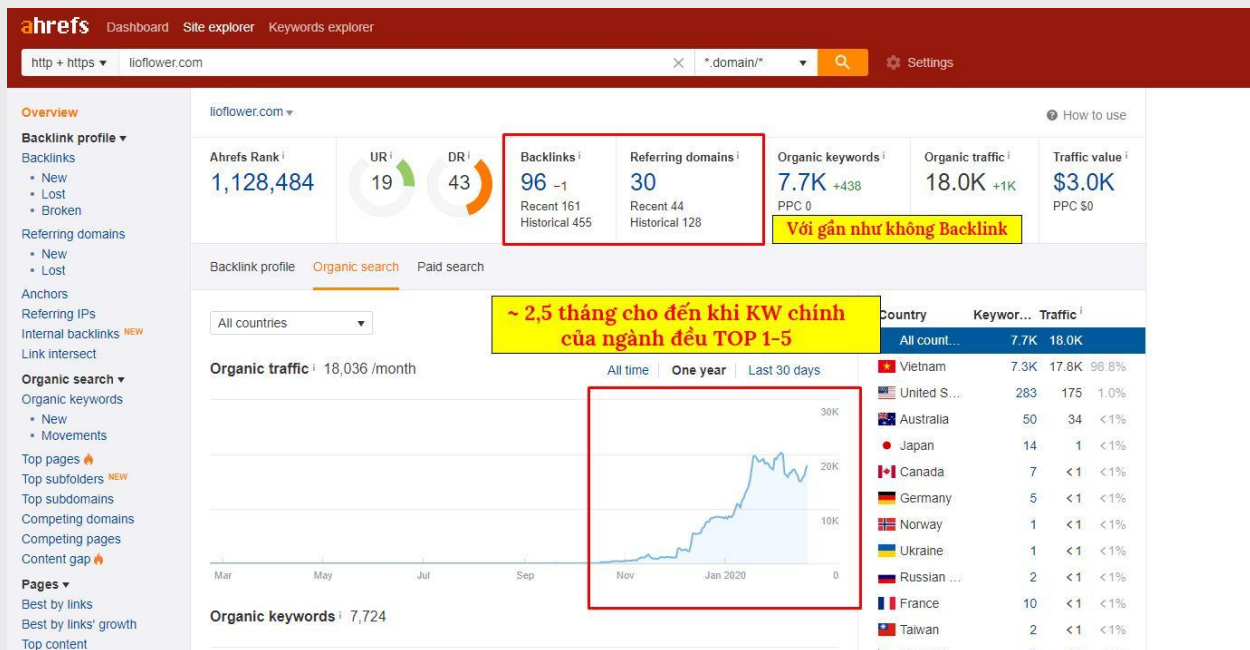 ahrefs Dashboard Site explorer Keywords explorer
http + https lioflower.com *.domain/* Settings
Overview
Backlink profile
Backlinks
New
Lost
Broken
Referring domains
New
Lost
Anchors
Referring IPs
Internal backlinks NEW
Link intersect
Organic search
Organic keywords
New
Movements
Top pages
Top subfolders NEW
Top subdomains
Competing domains
Competing pages
Content gap
Pages
Best by links
Best by links' growth
Top content
lioflower.com
How to use
Ahrefs Rank i
1,128,484
UR i
19
DR i
43
Backlinks i
96 –1
Recent 161
Historical 455
Referring domains i
30
Recent 44
Historical 128
Organic keywords i
7.7K +438
PPC 0
Organic traffic i
18.0K +1K
Traffic value i
$3.0K
PPC $0
Với gần như không Backlink
Backlink profile Organic search Paid search
All countries
~ 2,5 tháng cho đến khi KW chính
của ngành đều TOP 1-5
Organic traffic i 18,036 /month
All time One year Last 30 days
30K
20K
10K
0
Mar May Jul Sep Nov Jan 2020
Organic keywords i 7,724
Country Keywor... Traffic i
All count... 7.7K 18.0K
Vietnam 7.3K 17.8K 98.8%
United S... 283 175 1.0%
Australia 50 34 <1%
Japan 14 1 <1%
Canada 7 <1 <1%
Germany 5 <1 <1%
Norway 1 <1 <1%
Ukraine 1 <1 <1%
Russian ... 2 <1 <1%
France 10 <1 <1%
Taiwan 2 <1 <1%